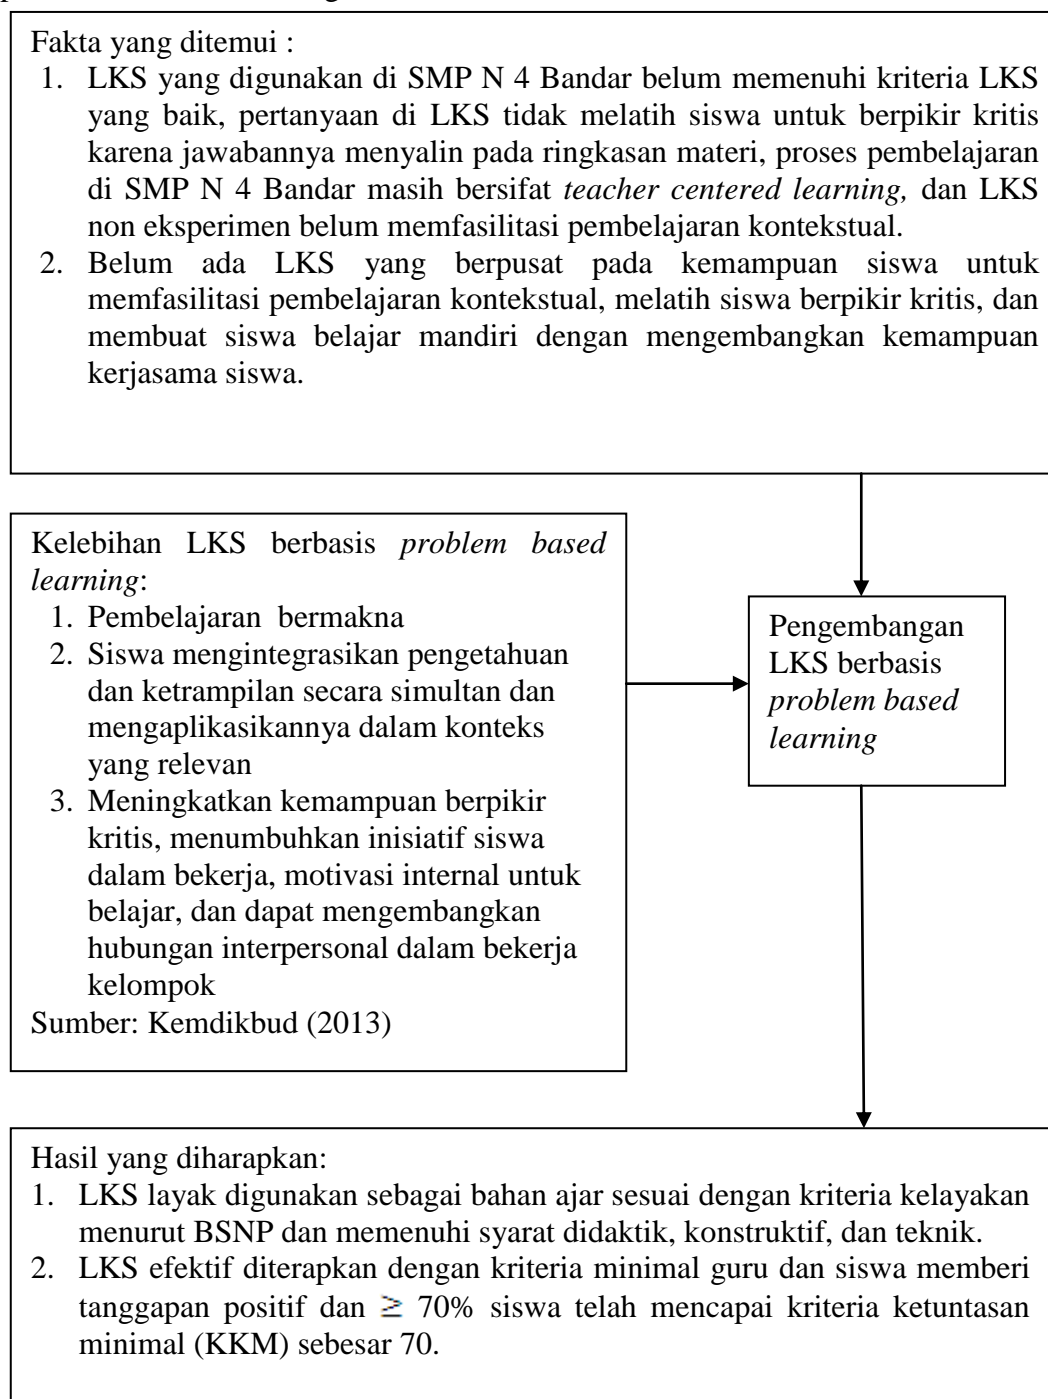 Fakta yang ditemui :
1. LKS yang digunakan di SMP N 4 Bandar belum memenuhi kriteria LKS
yang baik, pertanyaan di LKS tidak melatih siswa untuk berpikir kritis
karena jawabannya menyalin pada ringkasan materi, proses pembelajaran
di SMP N 4 Bandar masih bersifat teacher centered learning, dan LKS
non eksperimen belum memfasilitasi pembelajaran kontekstual.
2. Belum ada LKS yang berpusat pada kemampuan siswa untuk
memfasilitasi pembelajaran kontekstual, melatih siswa berpikir kritis, dan
membuat siswa belajar mandiri dengan mengembangkan kemampuan
kerjasama siswa.
Kelebihan LKS berbasis problem based
learning:
1. Pembelajaran bermakna
2. Siswa mengintegrasikan pengetahuan
dan ketrampilan secara simultan dan
mengaplikasikannya dalam konteks
yang relevan
3. Meningkatkan kemampuan berpikir
kritis, menumbuhkan inisiatif siswa
dalam bekerja, motivasi internal untuk
belajar, dan dapat mengembangkan
hubungan interpersonal dalam bekerja
kelompok
Sumber: Kemdikbud (2013)
Pengembangan
LKS berbasis
problem based
learning
Hasil yang diharapkan:
1. LKS layak digunakan sebagai bahan ajar sesuai dengan kriteria kelayakan
menurut BSNP dan memenuhi syarat didaktik, konstruktif, dan teknik.
2. LKS efektif diterapkan dengan kriteria minimal guru dan siswa memberi
tanggapan positif dan ≥ 70% siswa telah mencapai kriteria ketuntasan
minimal (KKM) sebesar 70.